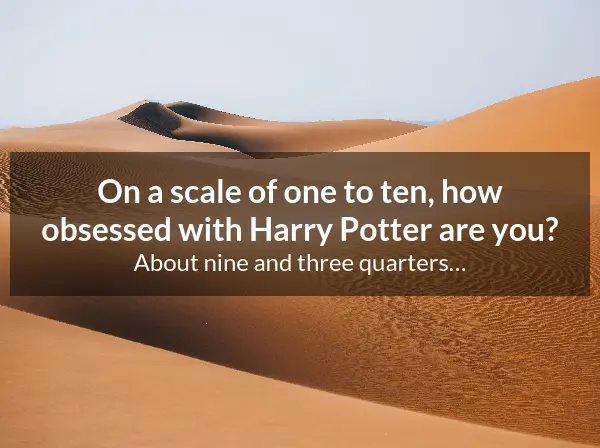 On a scale of one to ten, how
obsessed with Harry Potter are you?
About nine and three quarters...